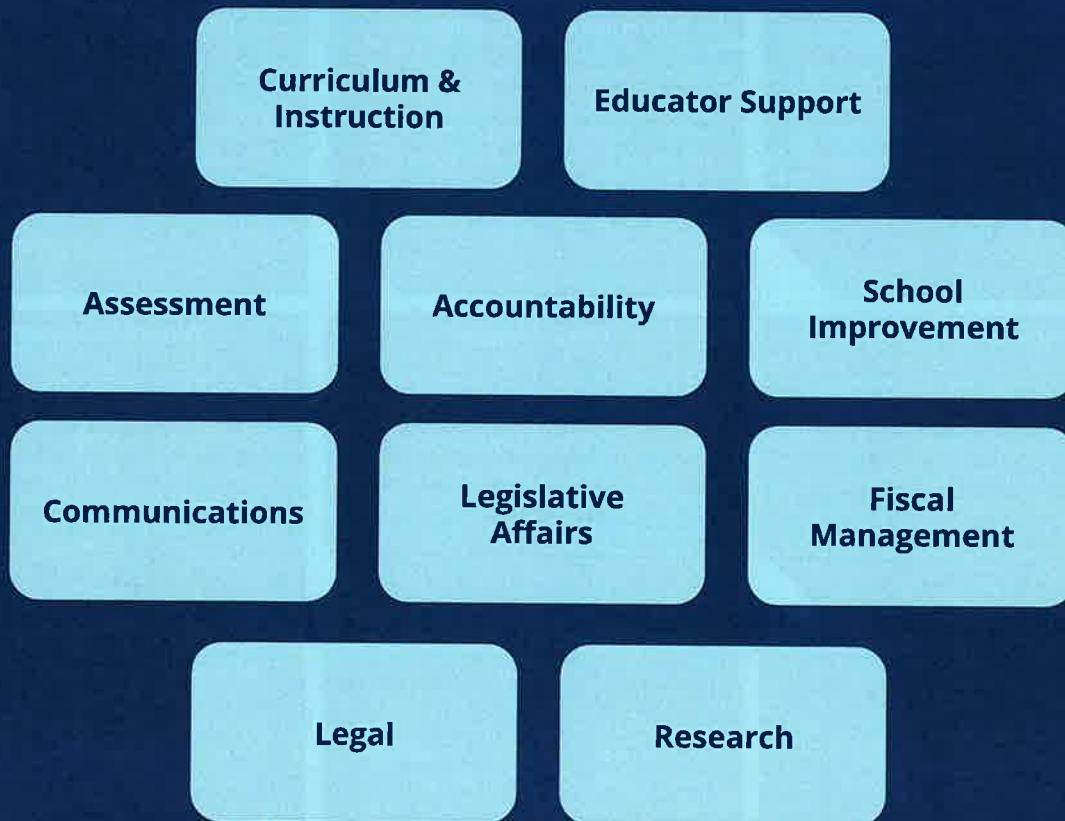 Curriculum &
Instruction
Educator Support
Assessment
Accountability
School
Improvement
Communications
Legislative
Affairs
Fiscal
Management
Legal
Research